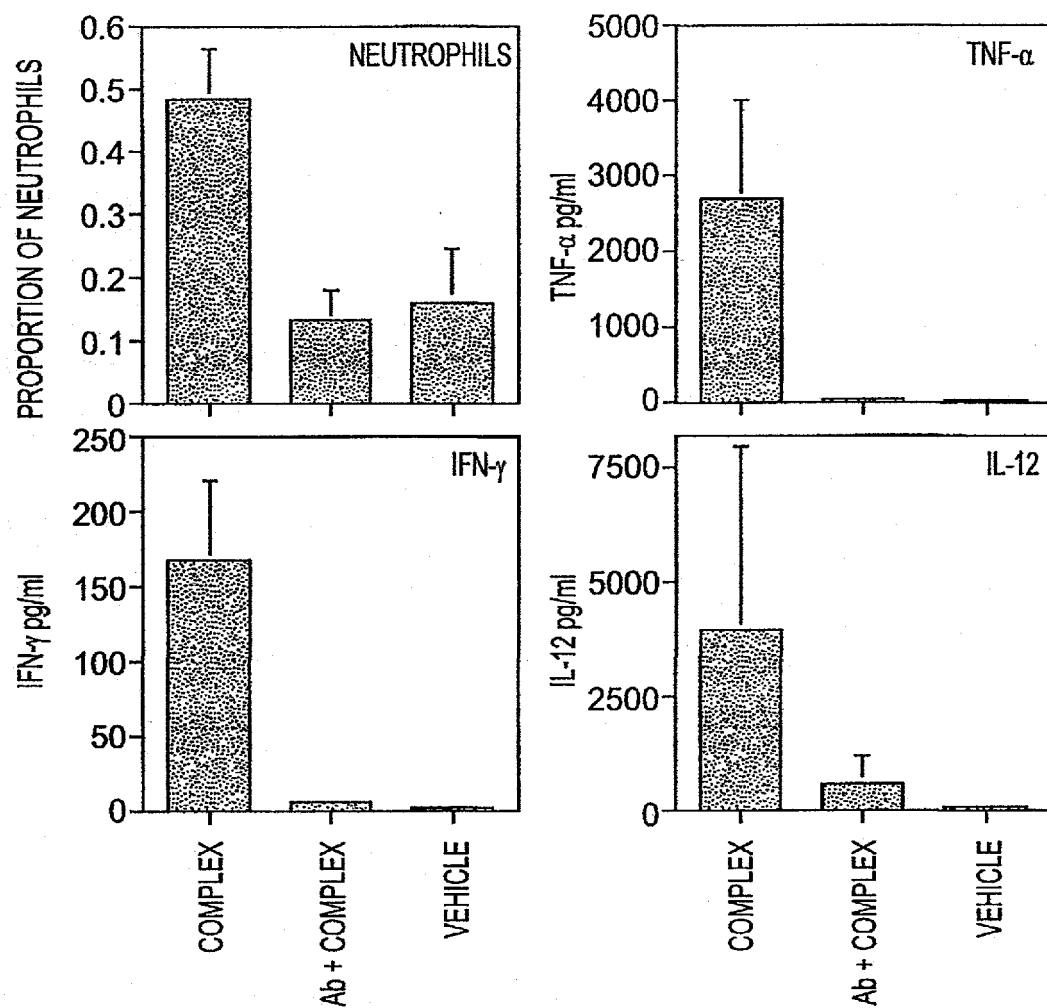 PROPORTION OF NEUTROPHILS
0.6
0.5
0.4
0.3
0.2
0.1
0
NEUTROPHILS
TNF-α pg/ml
5000
4000
3000
2000
1000
0
TNF-α
IFN-γ pg/ml
250
200
150
100
50
0
IFN-γ
COMPLEX
Ab + COMPLEX
VEHICLE
IL-12 pg/ml
7500
5000
2500
0
IL-12
COMPLEX
Ab + COMPLEX
VEHICLE